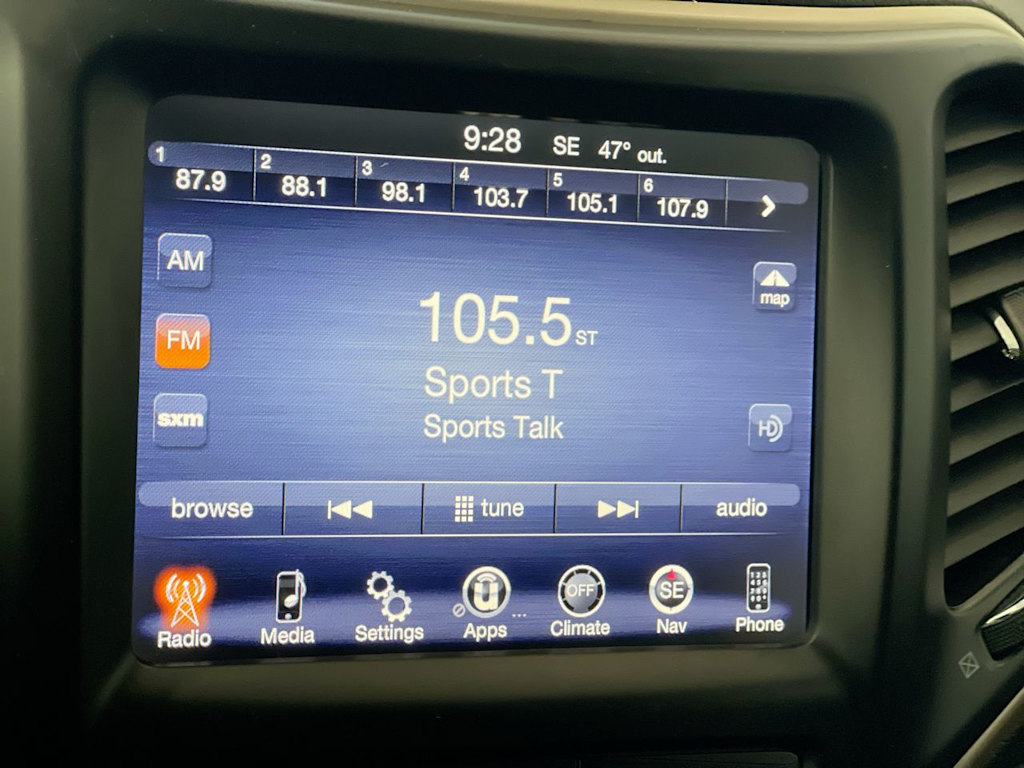 9:28 SE 47° out.
1 87.9 2 88.1 3 98.1 4 103.7 5 105.1 6 107.9
AM
map
105.5 ST
FM
Sports T
sxm
Sports Talk
HD
browse tune audio
OFF SE
Radio Media Settings Apps ... Climate Nav Phone